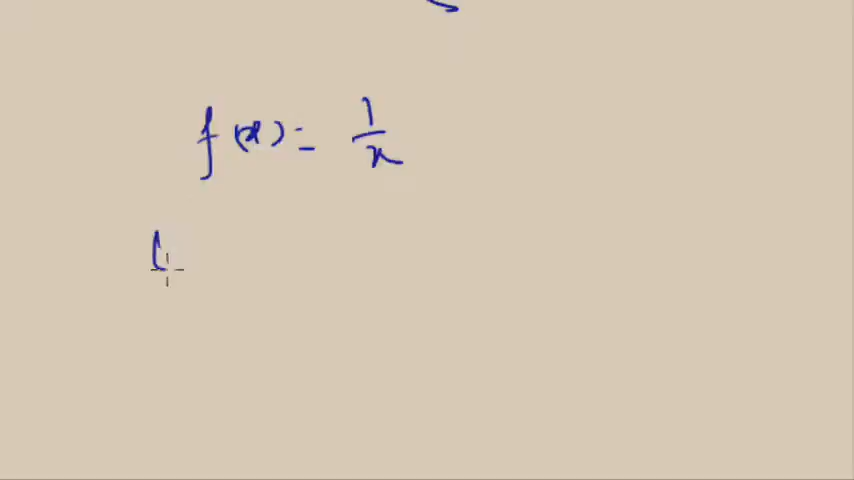 f(x) = 1/x